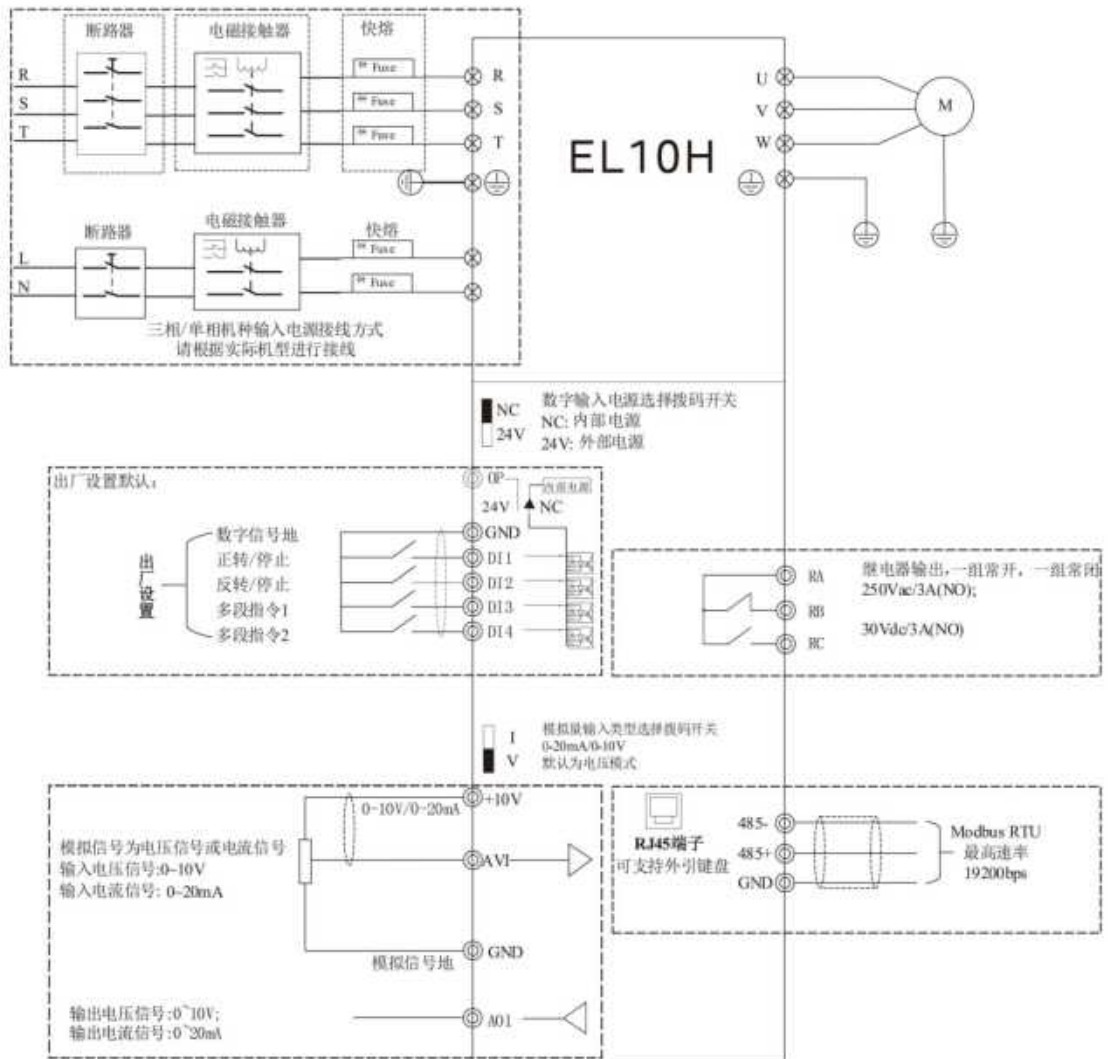 断路器
电磁接触器
快熔
R
S
T
Fuse
Fuse
Fuse
R
S
T
EL10H
U
V
W
M
断路器
电磁接触器
快熔
L
N
Fuse
Fuse
三相/单相机种输入电源接线方式
请根据实际机型进行接线
NC
24V
数字输入电源选择拨码开关
NC: 内部电源
24V: 外部电源
出厂设置默认:
OP
内部电源
24V
NC
出厂设置
数字信号地
正转/停止
反转/停止
多段指令1
多段指令2
GND
DI1
DI2
DI3
DI4
RA
RB
RC
继电器输出,一组常开,一组常闭
250Vac/3A(NO);
30Vdc/3A(NO)
I
V
模拟量输入类型选择拨码开关
0-20mA/0-10V
默认为电压模式
+10V
0-10V/0-20mA
模拟信号为电压信号或电流信号
输入电压信号:0~10V
输入电流信号: 0~20mA
AVI
GND
模拟信号地
输出电压信号:0~10V;
输出电流信号:0~20mA
AO1
RJ45端子
可支持外引键盘
485-
485+
GND
Modbus RTU
最高速率
19200bps